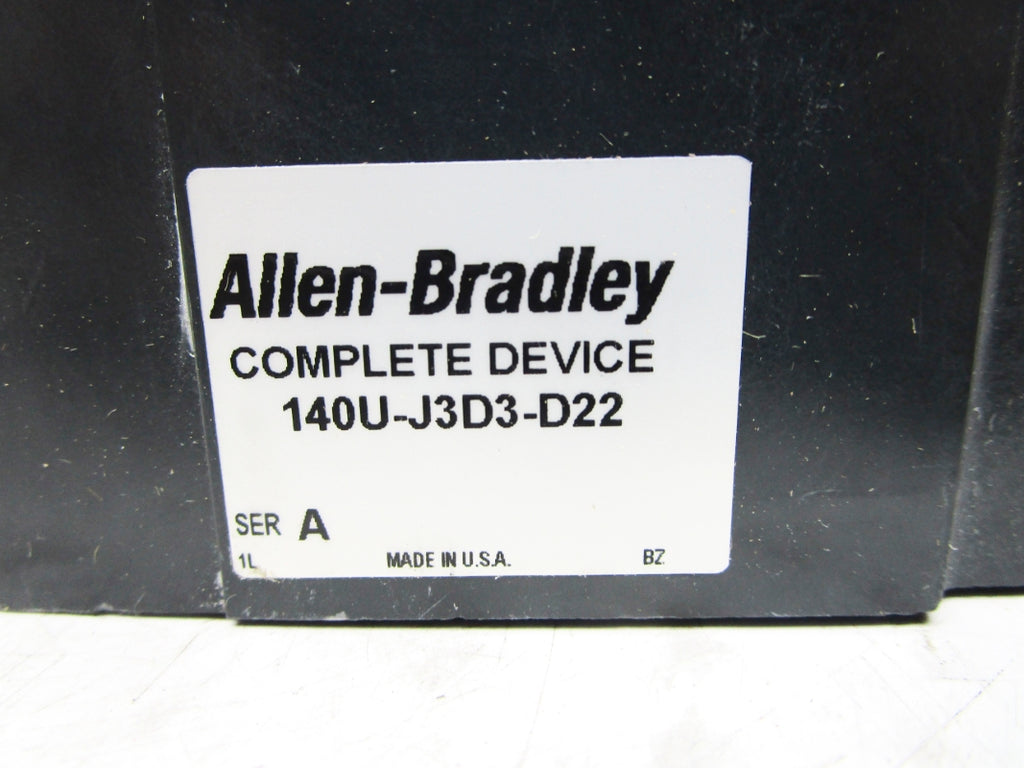 Allen-Bradley
COMPLETE DEVICE
140U-J3D3-D22
SER A
1L MADE IN U.S.A. BZ